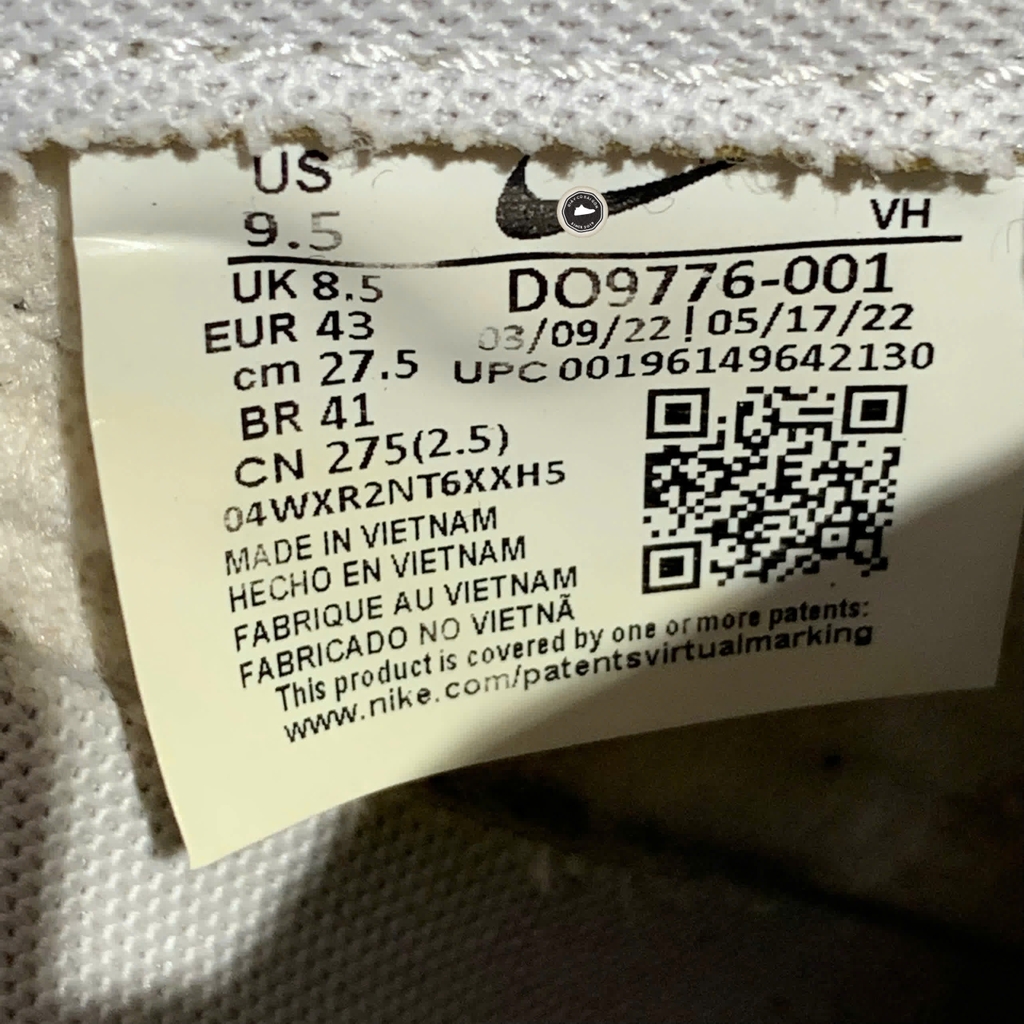 US
9.5
VH
UK 8.5
DO9776-001
EUR 43
03/09/22 ! 05/17/22
cm 27.5
UPC 00196149642130
BR 41
CN 275(2.5)
04WXR2NT6XXH5
MADE IN VIETNAM
HECHO EN VIETNAM
FABRIQUE AU VIETNAM
FABRICADO NO VIETNÃ
This product is covered by one or more patents:
www.nike.com/patentsvirtualmarking